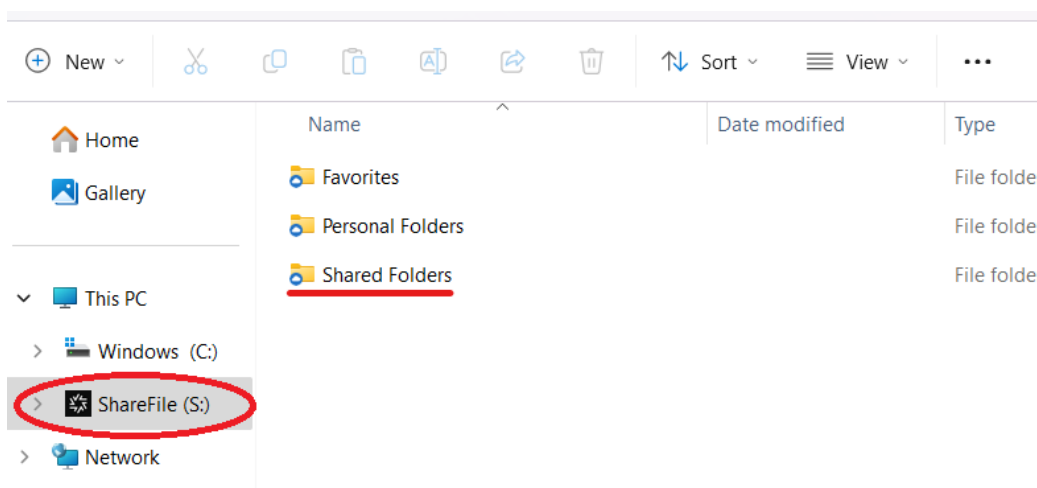 New Sort View
Home
Gallery
This PC
Windows (C:)
ShareFile (S:)
Network
Name Date modified Type
Favorites File folde
Personal Folders File folde
Shared Folders File folde